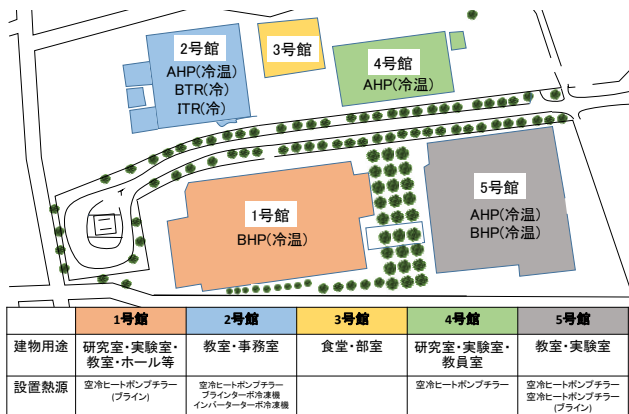 2号館
AHP(冷温)
BTR(冷)
ITR(冷)
3号館
4号館
AHP(冷温)
1号館
BHP(冷温)
5号館
AHP(冷温)
BHP(冷温)
1号館 2号館 3号館 4号館 5号館
建物用途 研究室・実験室・ 教室・事務室 食堂・部室 研究室・実験室・ 教室・実験室
教室・ホール等 教員室
設置熱源 空冷ヒートポンプチラー 空冷ヒートポンプチラー 空冷ヒートポンプチラー 空冷ヒートポンプチラー
(ブライン) ブラインターボ冷凍機 空冷ヒートポンプチラー
インバーターターボ冷凍機 (ブライン)